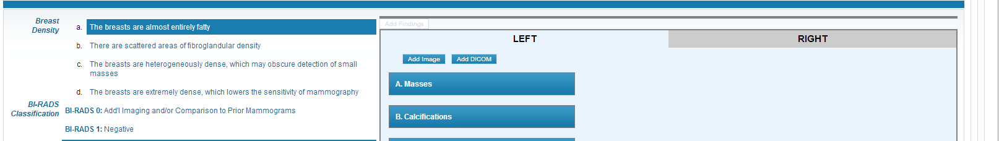 Breast
Density
a. The breasts are almost entirely fatty
b. There are scattered areas of fibroglandular density
c. The breasts are heterogeneously dense, which may obscure detection of small
masses
d. The breasts are extremely dense, which lowers the sensitivity of mammography
BI-RADS
Classification
BI-RADS 0: Add'l Imaging and/or Comparison to Prior Mammograms
BI-RADS 1: Negative
Add Findings
LEFT
RIGHT
Add Image
Add DICOM
A. Masses
B. Calcifications